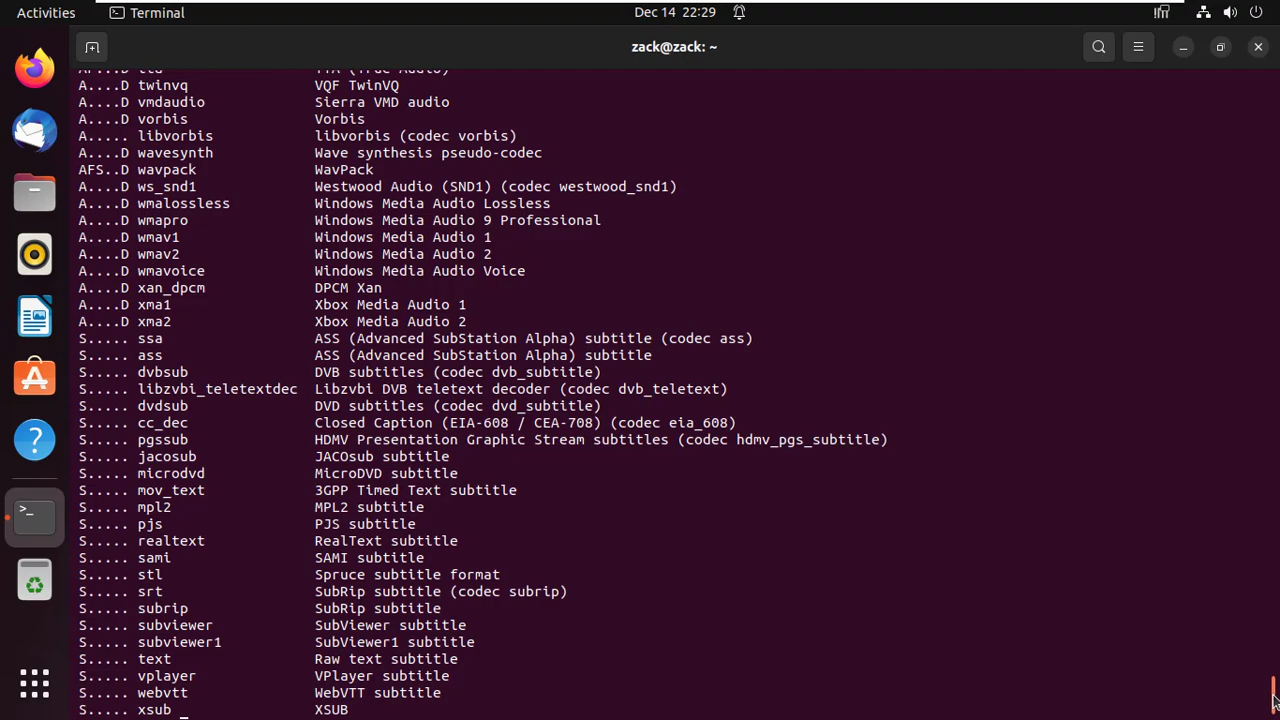 Activities Terminal Dec 14 22:29
zack@zack: ~
A....D twinvq VQF TwinVQ
A....D vmdaudio Sierra VMD audio
A....D vorbis Vorbis
A..... libvorbis libvorbis (codec vorbis)
A....D wavesynth Wave synthesis pseudo-codec
AFS..D wavpack WavPack
A....D ws_snd1 Westwood Audio (SND1) (codec westwood_snd1)
A....D wmalossless Windows Media Audio Lossless
A....D wmapro Windows Media Audio 9 Professional
A....D wmav1 Windows Media Audio 1
A....D wmav2 Windows Media Audio 2
A....D wmavoice Windows Media Audio Voice
A....D xan_dpcm DPCM Xan
A....D xma1 Xbox Media Audio 1
A....D xma2 Xbox Media Audio 2
S..... ssa ASS (Advanced SubStation Alpha) subtitle (codec ass)
S..... ass ASS (Advanced SubStation Alpha) subtitle
S..... dvbsub DVB subtitles (codec dvb_subtitle)
S..... libzvbi_teletextdec Libzvbi DVB teletext decoder (codec dvb_teletext)
S..... dvdsub DVD subtitles (codec dvd_subtitle)
S..... cc_dec Closed Caption (EIA-608 / CEA-708) (codec eia_608)
S..... pgssub HDMV Presentation Graphic Stream subtitles (codec hdmv_pgs_subtitle)
S..... jacosub JACOsub subtitle
S..... microdvd MicroDVD subtitle
S..... mov_text 3GPP Timed Text subtitle
S..... mpl2 MPL2 subtitle
S..... pjs PJS subtitle
S..... realtext RealText subtitle
S..... sami SAMI subtitle
S..... stl Spruce subtitle format
S..... srt SubRip subtitle (codec subrip)
S..... subrip SubRip subtitle
S..... subviewer SubViewer subtitle
S..... subviewer1 SubViewer1 subtitle
S..... text Raw text subtitle
S..... vplayer VPlayer subtitle
S..... webvtt WebVTT subtitle
S..... xsub XSUB